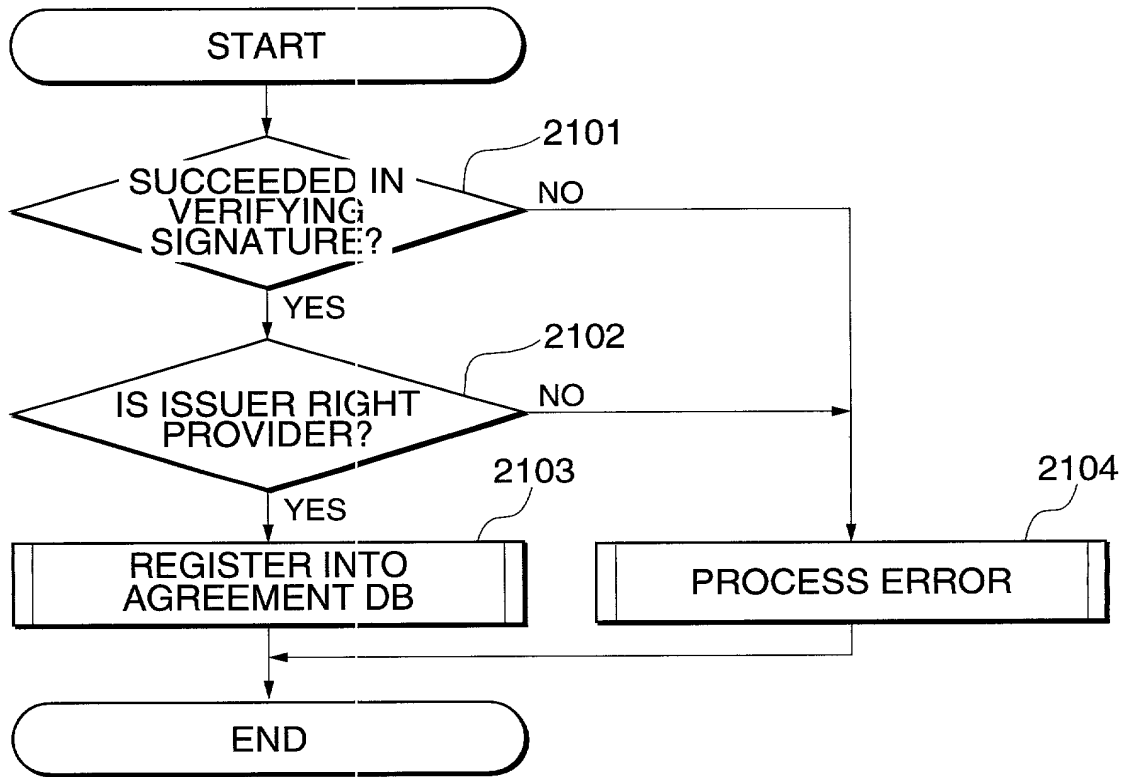 START
2101
SUCCEEDED IN
VERIFYING
SIGNATURE?
NO
YES
2102
IS ISSUER RIGHT
PROVIDER?
NO
YES
2103
REGISTER INTO
AGREEMENT DB
2104
PROCESS ERROR
END